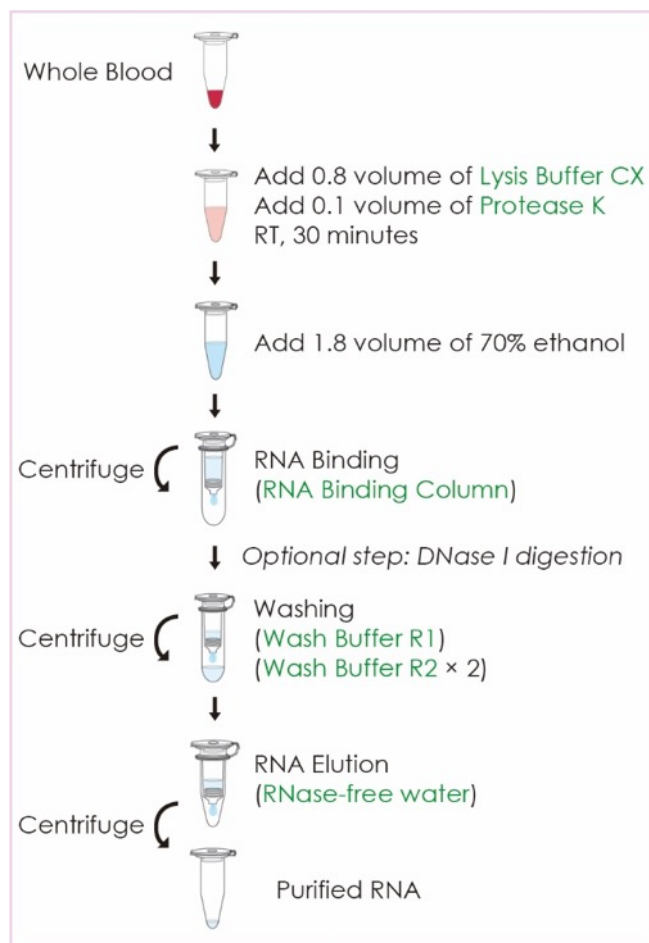 Whole Blood
Add 0.8 volume of Lysis Buffer CX
Add 0.1 volume of Protease K
RT, 30 minutes
Add 1.8 volume of 70% ethanol
Centrifuge
RNA Binding
(RNA Binding Column)
Optional step: DNase I digestion
Centrifuge
Washing
(Wash Buffer R1)
(Wash Buffer R2 × 2)
RNA Elution
(RNase-free water)
Centrifuge
Purified RNA